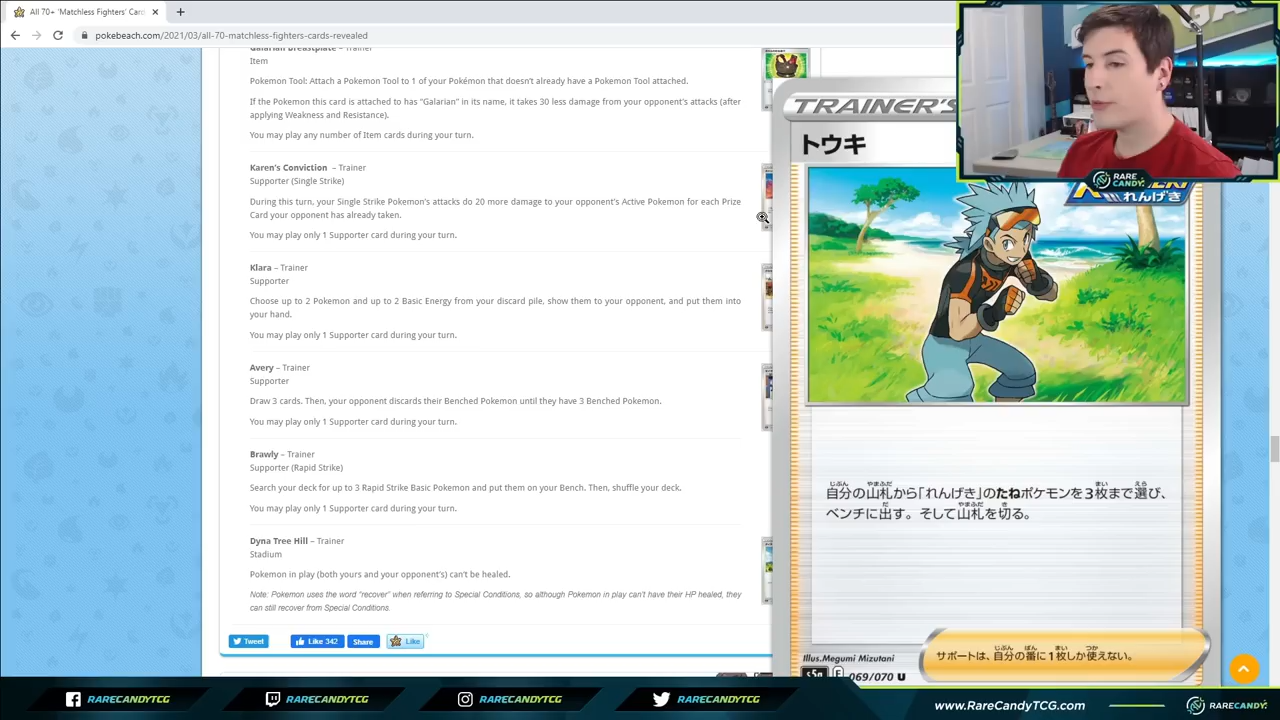 All 70+ 'Matchless Fighters' Card
pokebeach.com/2021/03/all-70-matchless-fighters-cards-revealed
Galarian Breastplate – Trainer
Item
Pokemon Tool: Attach a Pokemon Tool to 1 of your Pokémon that doesn't already have a Pokemon Tool attached.
If the Pokemon this card is attached to has "Galarian" in its name, it takes 30 less damage from your opponent's attacks (after
applying Weakness and Resistance).
You may play any number of Item cards during your turn.
Karen's Conviction – Trainer
Supporter (Single Strike)
During this turn, your Single Strike Pokemon's attacks do 20 more damage to your opponent's Active Pokemon for each Prize
Card your opponent has already taken.
You may play only 1 Supporter card during your turn.
Klara – Trainer
Supporter
Choose up to 2 Pokemon and up to 2 Basic Energy from your discard pile, show them to your opponent, and put them into
your hand.
You may play only 1 Supporter card during your turn.
Avery – Trainer
Supporter
Draw 3 cards. Then, your opponent discards their Benched Pokemon until they have 3 Benched Pokemon.
You may play only 1 Supporter card during your turn.
Brawly – Trainer
Supporter (Rapid Strike)
Search your deck for up to 3 Rapid Strike Basic Pokemon and put them on your Bench. Then, shuffle your deck.
You may play only 1 Supporter card during your turn.
Dyna Tree Hill – Trainer
Stadium
Pokemon in play (both yours and your opponent's) can't be healed.
Note: Pokemon uses the word "recover" when referring to Special Conditions, so although Pokemon in play can't have their HP healed, they
can still recover from Special Conditions.
Tweet
Like 342
Share
Like
TRAINER'S
トウキ
RARE
CANDY
れんげき
自分の山札から「れんげき」のたねポケモンを3枚まで選び、
ベンチに出す。そして山札を切る。
サポートは、自分の番に1枚しか使えない。
Illus.Megumi Mizutani
S5a E 069/070 U
RARECANDYTCG
RARECANDYTCG
RARECANDYTCG
RARECANDYTCG
www.RareCandyTCG.com
RARECANDY